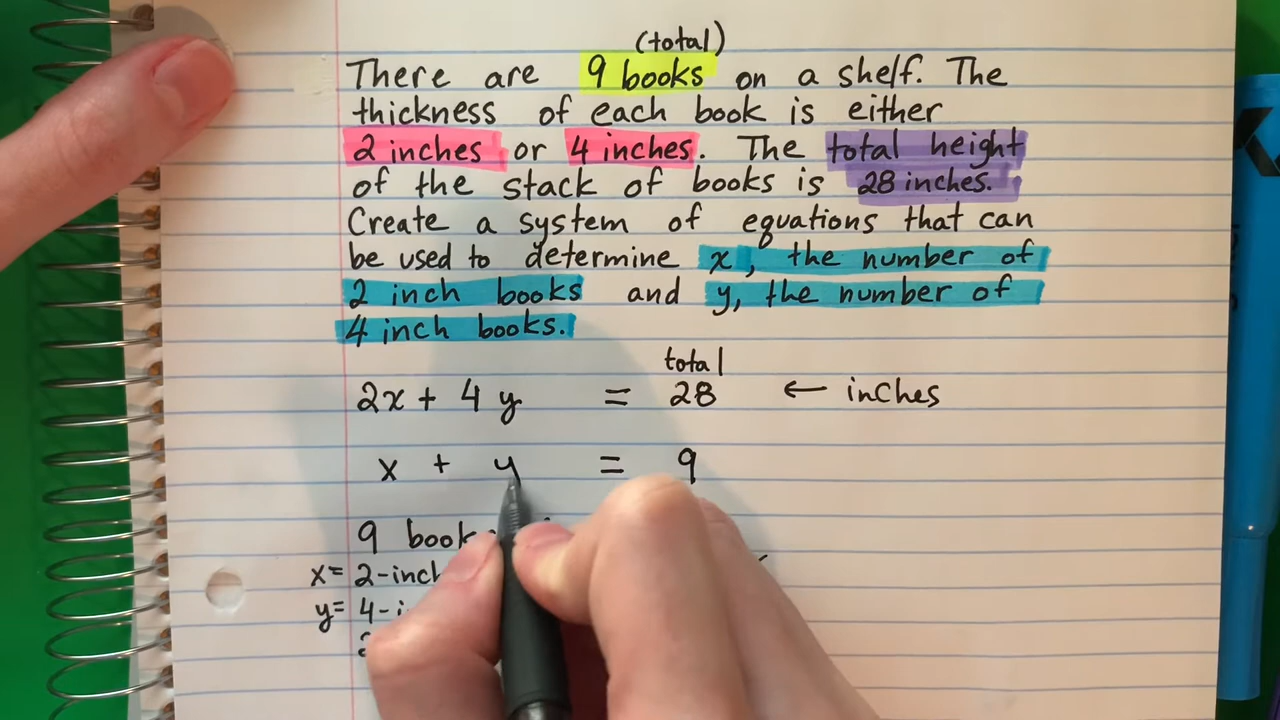 (total)
There are 9 books on a shelf. The
thickness of each book is either
2 inches or 4 inches. The total height
of the stack of books is 28 inches.
Create a system of equations that can
be used to determine x, the number of
2 inch books and y, the number of
4 inch books.
total
2x + 4y = 28 ← inches
x + y = 9
9
x= 2-inch
y=